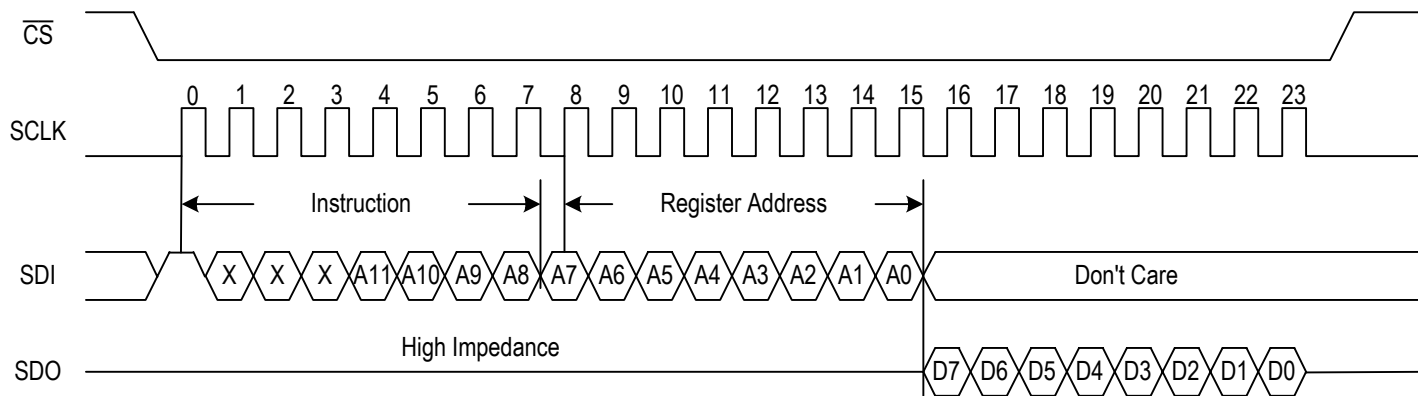 CS
0 1 2 3 4 5 6 7 8 9 10 11 12 13 14 15 16 17 18 19 20 21 22 23
SCLK
Instruction Register Address
SDI X X X A11 A10 A9 A8 A7 A6 A5 A4 A3 A2 A1 A0 Don't Care
High Impedance
SDO D7 D6 D5 D4 D3 D2 D1 D0